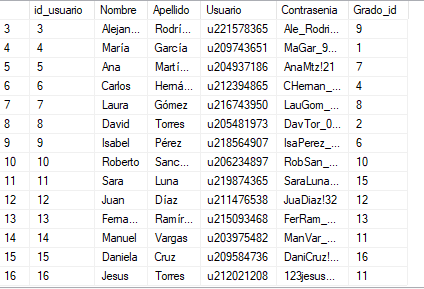 id_usuario Nombre Apellido Usuario Contrasenia Grado_id
3 3 Alejan... Rodrí... u221578365 Ale_Rodri... 9
4 4 María García u209743651 MaGar_9... 1
5 5 Ana Martí... u204937186 AnaMtz!21 7
6 6 Carlos Herná... u212394865 CHernan_... 4
7 7 Laura Gómez u216743950 LauGom_... 8
8 8 David Torres u205481973 DavTor_0... 2
9 9 Isabel Pérez u218564907 IsaPerez_... 6
10 10 Roberto Sanc... u206234897 RobSan_... 10
11 11 Sara Luna u219874365 SaraLuna... 15
12 12 Juan Díaz u211476538 JuaDiaz!32 12
13 13 Ferna... Ramír... u215093468 FerRam_... 13
14 14 Manuel Vargas u203975482 ManVar_... 11
15 15 Daniela Cruz u209584736 DaniCruz!... 16
16 16 Jesus Torres u212021208 123jesus... 11